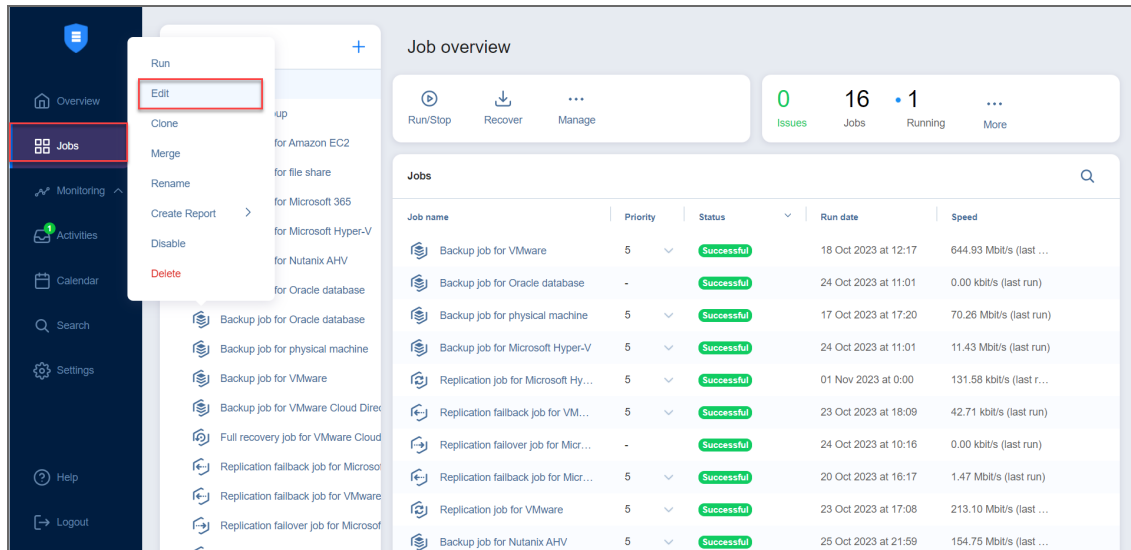 Overview
Jobs
Monitoring
1
Activities
Calendar
Search
Settings
Help
Logout
Run
Edit
Clone
Merge
Rename
Create Report
Disable
Delete
+
for Amazon EC2
for file share
for Microsoft 365
for Microsoft Hyper-V
for Nutanix AHV
for Oracle database
Backup job for Oracle database
Backup job for physical machine
Backup job for VMware
Backup job for VMware Cloud Direc
Full recovery job for VMware Cloud
Replication failback job for Microsof
Replication failback job for VMware
Replication failover job for Microsof
Job overview
Run/Stop Recover Manage
0 16 1
Issues Jobs Running More
Jobs
Job name Priority Status Run date Speed
Backup job for VMware 5 Successful 18 Oct 2023 at 12:17 644.93 Mbit/s (last ...
Backup job for Oracle database - Successful 24 Oct 2023 at 11:01 0.00 kbit/s (last run)
Backup job for physical machine 5 Successful 17 Oct 2023 at 17:20 70.26 Mbit/s (last run)
Backup job for Microsoft Hyper-V 5 Successful 24 Oct 2023 at 11:01 11.43 Mbit/s (last run)
Replication job for Microsoft Hy... 5 Successful 01 Nov 2023 at 0:00 131.58 kbit/s (last r...
Replication failback job for VM... 5 Successful 23 Oct 2023 at 18:09 42.71 kbit/s (last run)
Replication failover job for Micr... - Successful 24 Oct 2023 at 10:16 0.00 kbit/s (last run)
Replication failback job for Micr... 5 Successful 20 Oct 2023 at 16:17 1.47 Mbit/s (last run)
Replication job for VMware 5 Successful 23 Oct 2023 at 17:08 213.10 Mbit/s (last ...
Backup job for Nutanix AHV 5 Successful 25 Oct 2023 at 21:59 154.75 Mbit/s (last ...